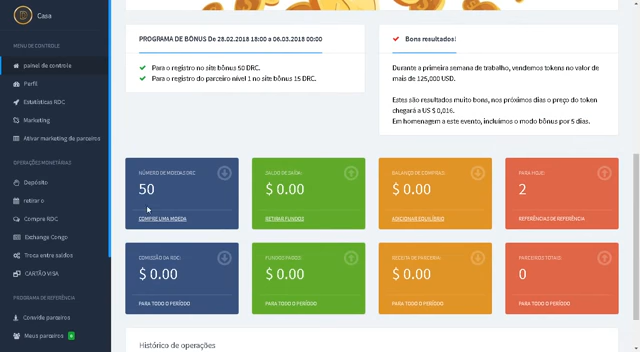 Casa
MENU DE CONTROLE
painel de controle
Perfil
Estatísticas RDC
Marketing
Ativar marketing de parceiros
OPERAÇÕES MONETÁRIAS
Depósito
retirar o
Compre RDC
Exchange Congo
Troca entre saldos
CARTÃO VISA
PROGRAMA DE REFERÊNCIA
Convide parceiros
Meus parceiros
PROGRAMA DE BÔNUS De 28.02.2018 18:00 a 06.03.2018 00:00
Para o registro no site bônus 50 DRC.
Para o registro do parceiro nível 1 no site bônus 15 DRC.
Bons resultados:
Durante a primeira semana de trabalho, vendemos tokens no valor de
mais de 125,000 USD.
Estes são resultados muito bons, nos próximos dias o preço do token
chegará a US $ 0,016.
Em homenagem a este evento, incluímos o modo bônus por 5 dias.
NÚMERO DE MOEDAS DRC
50
COMPRE UMA MOEDA
SALDO DE SAÍDA:
$ 0.00
RETIRAR FUNDOS
BALANÇO DE COMPRAS:
$ 0.00
ADICIONAR EQUILÍBRIO
PARA HOJE:
2
REFERÊNCIAS DE REFERÊNCIA
COMISSÃO DA RDC:
$ 0.00
PARA TODO O PERÍODO
FUNDOS PAGOS:
$ 0.00
PARA TODO O PERÍODO
RECEITA DE PARCERIA:
$ 0.00
PARA TODO O PERÍODO
PARCEIROS TOTAIS:
0
PARA TODO O PERÍODO
Histórico de operações